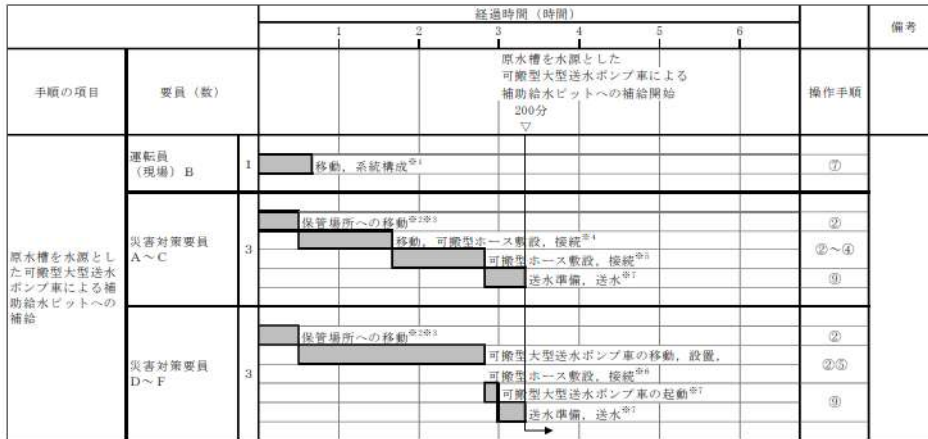 経過時間（時間）
備考
1 2 3 4 5 6
手順の項目
要員（数）
原水槽を水源とした
可搬型大型送水ポンプ車による
補助給水ピットへの補給開始
200分
▽
操作手順
原水槽を水源とし
た可搬型大型送水
ポンプ車による補
助給水ピットへの
補給
運転員
（現場）B
1
移動，系統構成※1
⑦
災害対策要員
A～C
3
保管場所への移動※2※3
②
移動，可搬型ホース敷設，接続※4
②～④
可搬型ホース敷設，接続※5
送水準備，送水※7
⑨
災害対策要員
D～F
3
保管場所への移動※2※3
②
可搬型大型送水ポンプ車の移動，設置，
可搬型ホース敷設，接続※6
②⑤
可搬型大型送水ポンプ車の起動※7
送水準備，送水※7
⑨